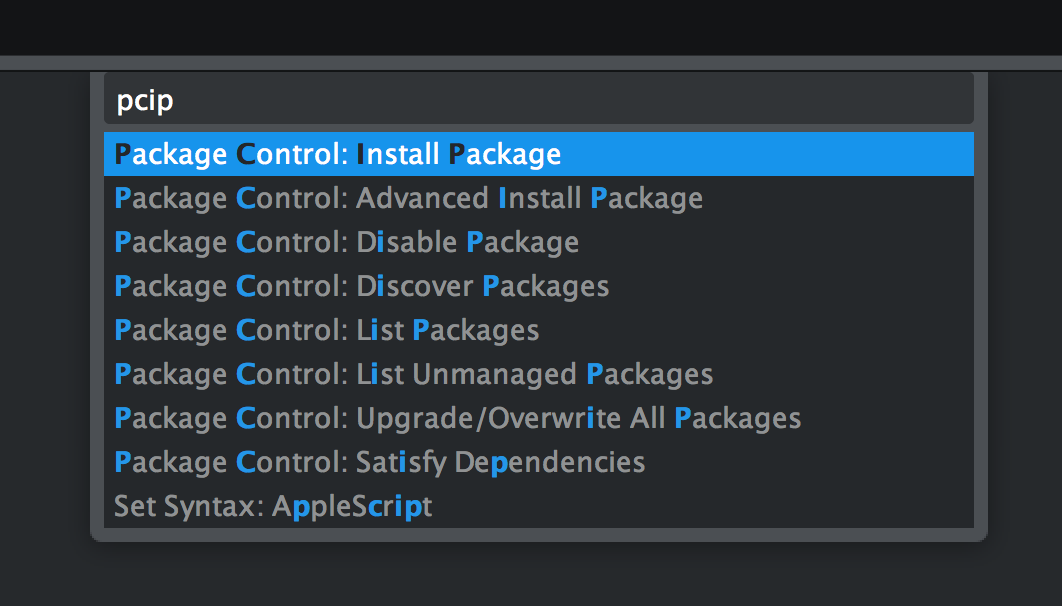 pcip
Package Control: Install Package
Package Control: Advanced Install Package
Package Control: Disable Package
Package Control: Discover Packages
Package Control: List Packages
Package Control: List Unmanaged Packages
Package Control: Upgrade/Overwrite All Packages
Package Control: Satisfy Dependencies
Set Syntax: AppleScript